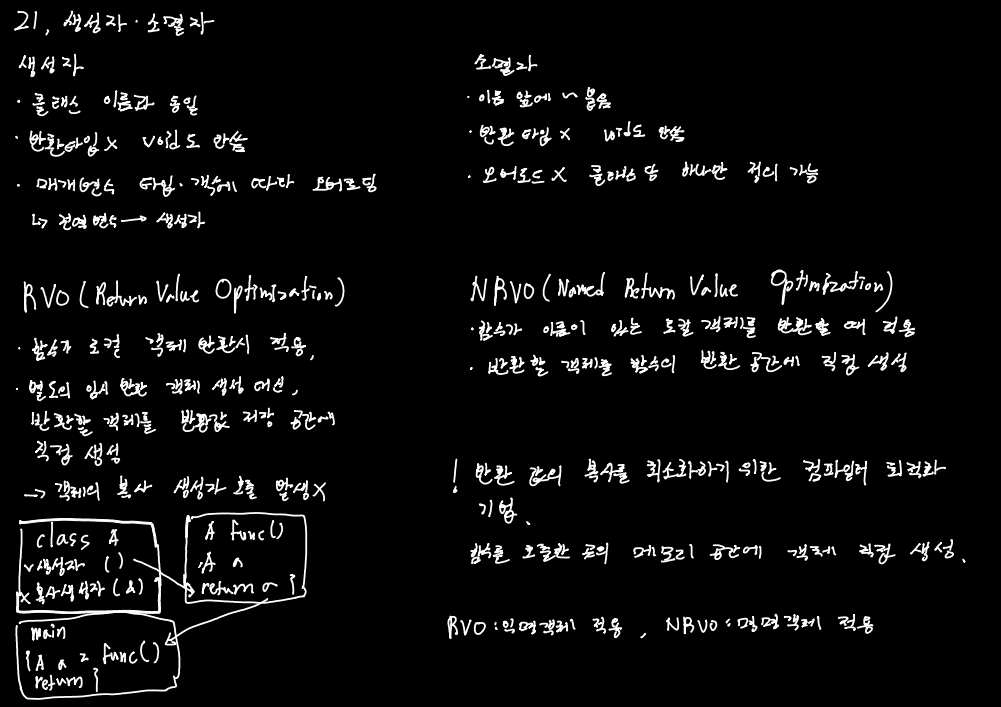 21, 생성자·소멸자
생성자
· 클래스 이름과 동일
· 반환타입 X void도 안씀
· 매개변수 타입·갯수에 따라 오버로딩
↳ 전역변수 → 생성자
소멸자
· 이름 앞에 ~ 붙음
· 반환 타입 X void도 안씀
· 오버로드 X 클래스당 하나만 정의 가능
RVO (Return Value Optimization)
· 함수가 로컬 객체 반환시 적용,
· 별도의 임시 반환 객체 생성 대신,
반환할 객체를 반환값 저장 공간에
직접 생성
→ 객체의 복사 생성자 호출 발생X
class A
v 생성자 ()
x 복사생성자 (&)
A func()
A a
return a }
main
{ A a = func()
return }
NRVO (Named Return Value Optimization)
· 함수가 이름이 있는 로컬 객체를 반환할 때 적용
· 반환할 객체를 함수의 반환 공간에 직접 생성
! 반환 값의 복사를 최소화하기 위한 컴파일러 최적화
기법.
함수를 호출한 곳의 메모리 공간에 객체 직접 생성.
RVO : 익명객체 적용, NRVO : 명명객체 적용